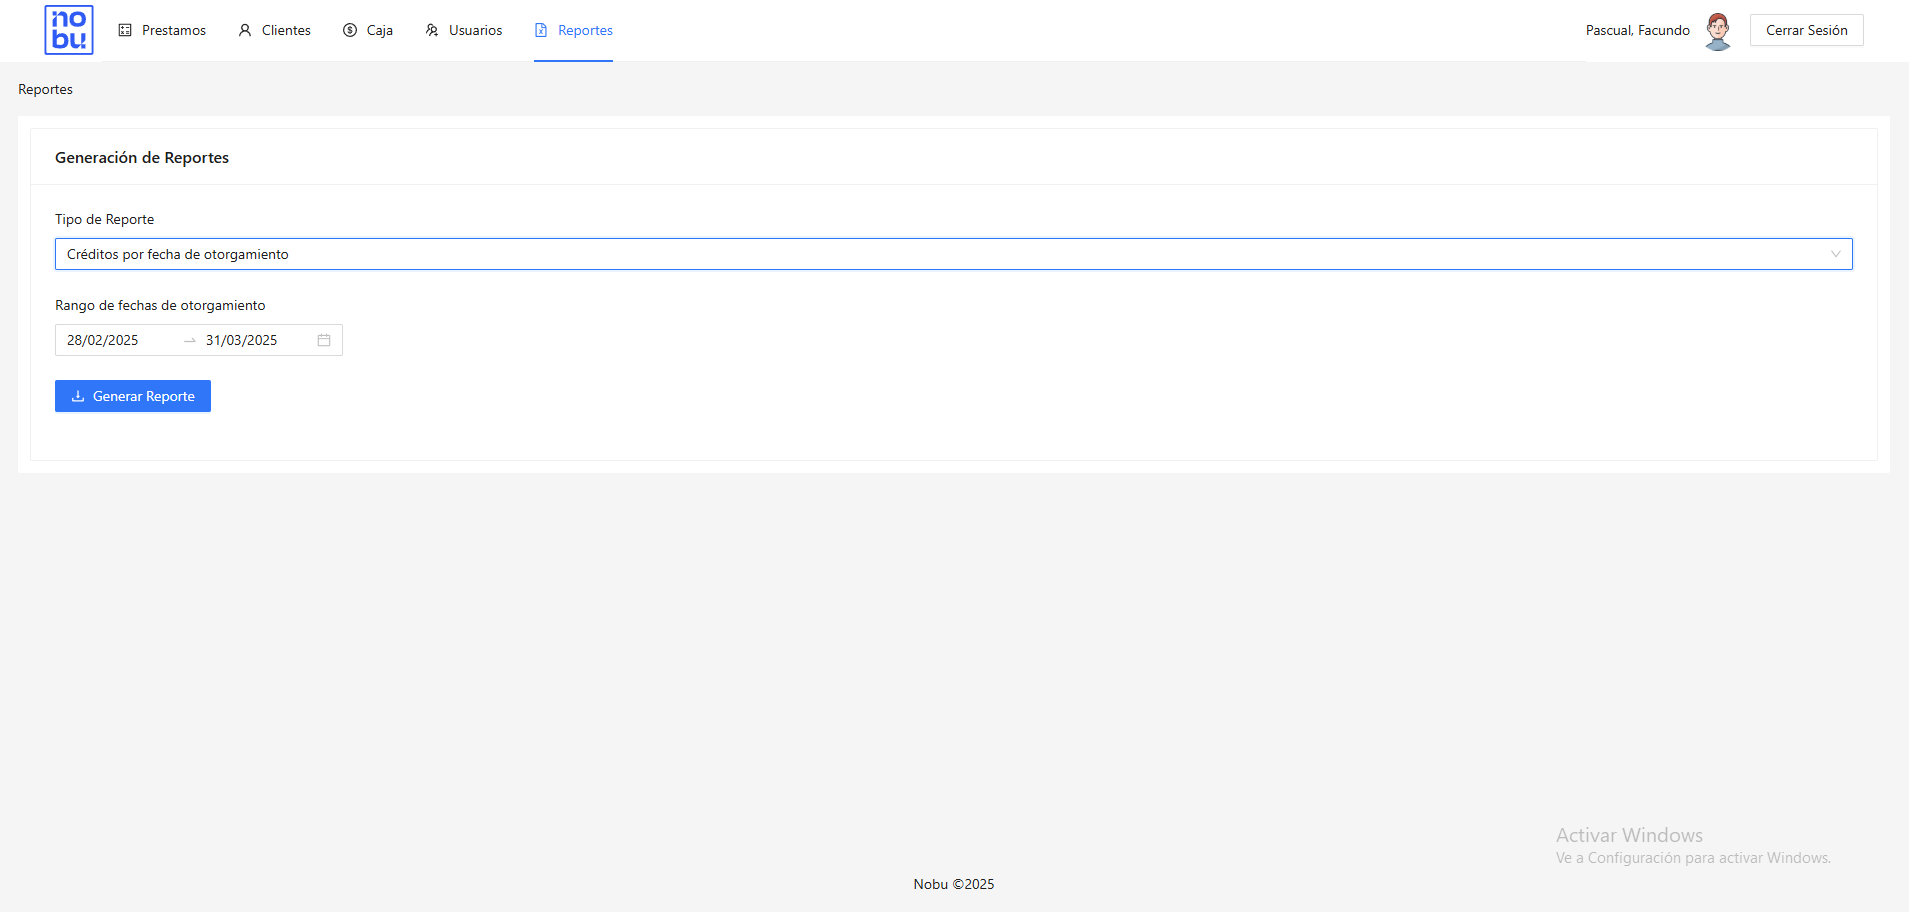 nobu
Prestamos Clientes Caja Usuarios Reportes Pascual, Facundo Cerrar Sesión
Reportes
Generación de Reportes
Tipo de Reporte
Créditos por fecha de otorgamiento
Rango de fechas de otorgamiento
28/02/2025 → 31/03/2025
Generar Reporte
Activar Windows
Ve a Configuración para activar Windows.
Nobu ©2025